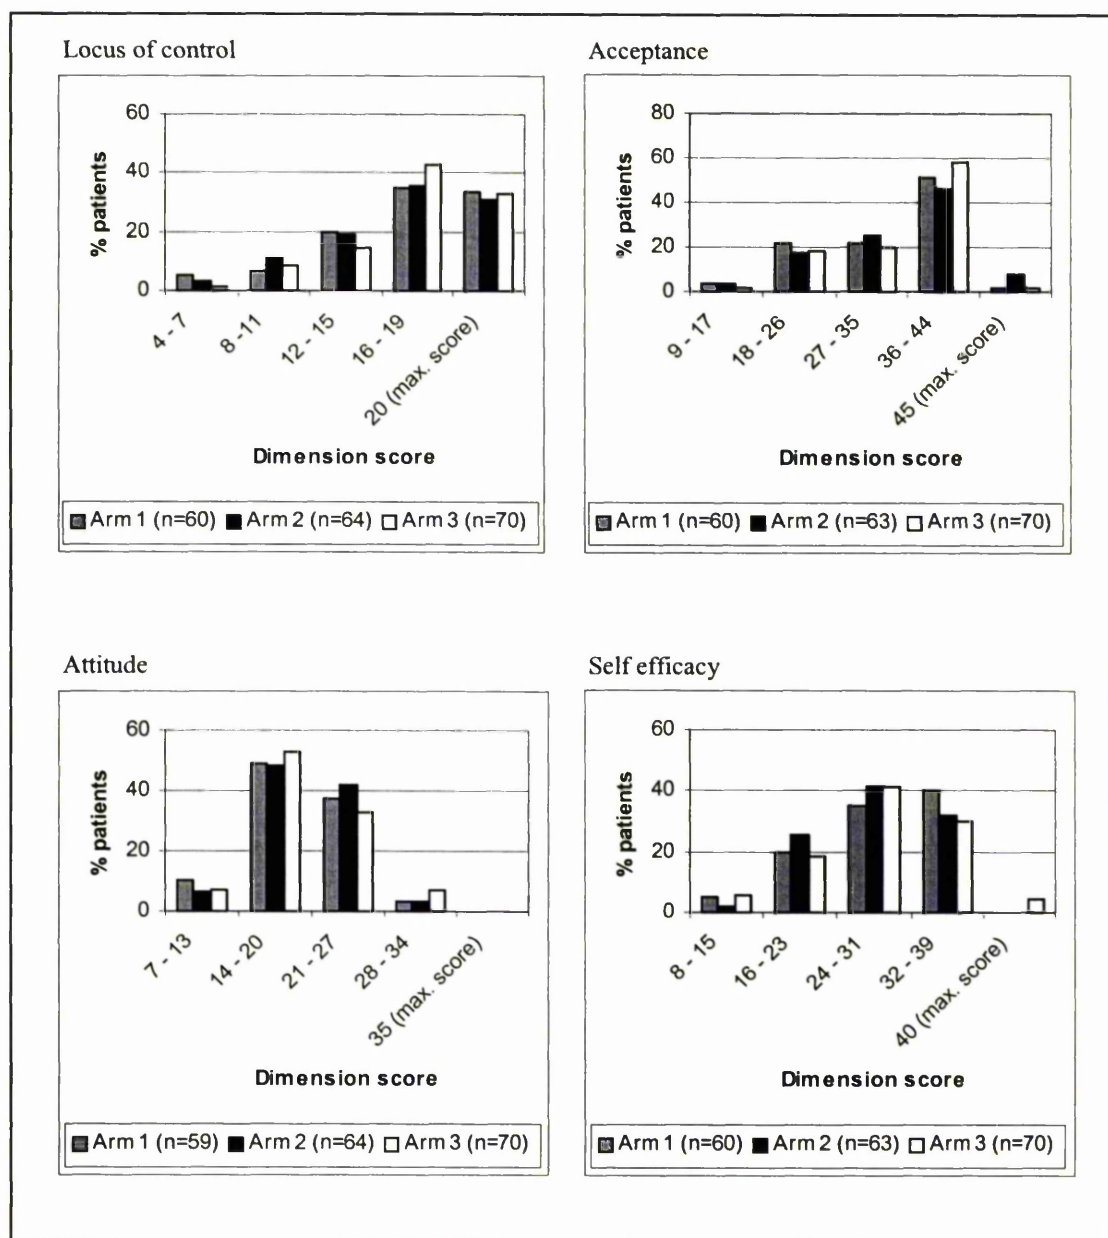 Locus of control
60
40
20
0
% patients
4 - 7
8 -11
12 - 15
16 - 19
20 (max. score)
Dimension score
Arm 1 (n=60) Arm 2 (n=64) Arm 3 (n=70)
Acceptance
80
60
40
20
0
% patients
9 - 17
18 - 26
27 - 35
36 - 44
45 (max. score)
Dimension score
Arm 1 (n=60) Arm 2 (n=63) Arm 3 (n=70)
Attitude
60
40
20
0
% patients
7 - 13
14 - 20
21 - 27
28 - 34
35 (max. score)
Dimension score
Arm 1 (n=59) Arm 2 (n=64) Arm 3 (n=70)
Self efficacy
60
40
20
0
% patients
8 - 15
16 - 23
24 - 31
32 - 39
40 (max. score)
Dimension score
Arm 1 (n=60) Arm 2 (n=63) Arm 3 (n=70)